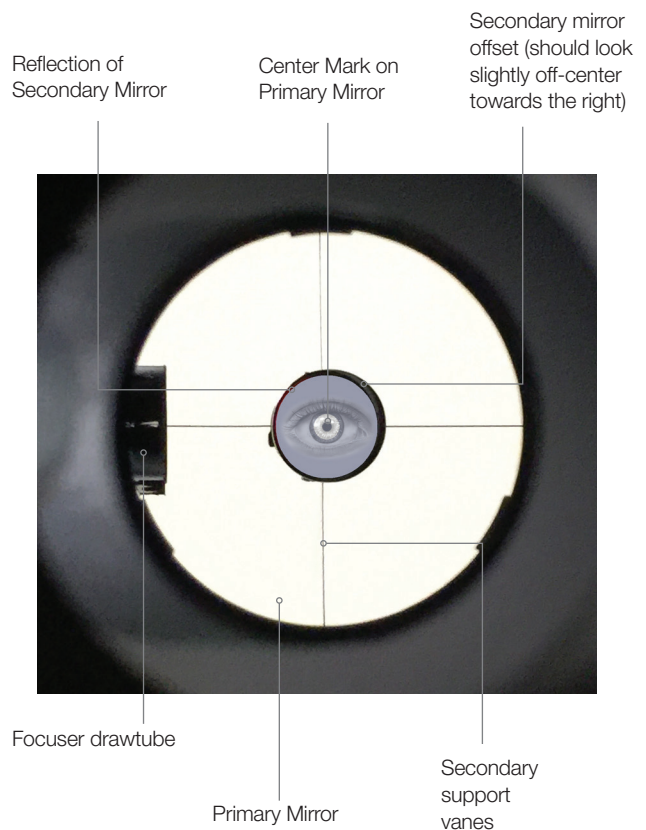 Secondary mirror
offset (should look
slightly off-center
towards the right)
Reflection of
Secondary Mirror
Center Mark on
Primary Mirror
Focuser drawtube
Primary Mirror
Secondary
support
vanes